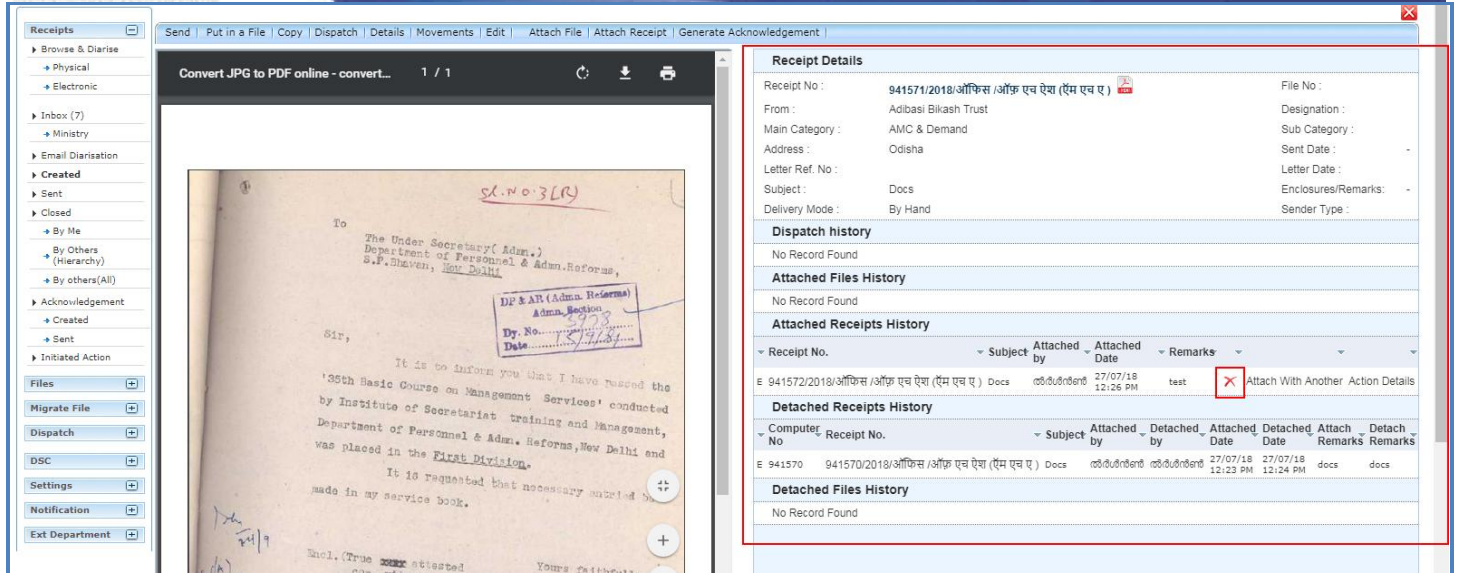 Receipts
Browse & Diarise
Physical
Electronic
Inbox (7)
Ministry
Email Diarisation
Created
Sent
Closed
By Me
By Others
(Hierarchy)
By others(All)
Acknowledgement
Created
Sent
Initiated Action
Files
Migrate File
Dispatch
DSC
Settings
Notification
Ext Department
Send | Put in a File | Copy | Dispatch | Details | Movements | Edit | Attach File | Attach Receipt | Generate Acknowledgement |
Convert JPG to PDF online - convert... 1 / 1
Sl. No. 3(R)
To
The Under Secretary( Admn.)
Department of Personnel & Admn.Reforms,
S.P.Bhavan, New Delhi
DP & AR (Admn. Reforms)
Admn. Section
Dy. No. 5978
Date 15/9/81
Sir,
It is to inform you that I have passed the
'35th Basic Course on Management Services' conducted
by Institute of Secretariat training and Management,
Department of Personnel & Admn. Reforms,New Delhi and
was placed in the First Division.
It is requested that necessary entries be
made in my service book.
24/9
Encl.(True attested
Yours faithfully
Receipt Details
Receipt No : 941571/2018/ऑफिस /ऑफ़ एच ऐश (ऍम एच ए ) File No :
From : Adibasi Bikash Trust Designation :
Main Category : AMC & Demand Sub Category :
Address : Odisha Sent Date : -
Letter Ref. No : Letter Date :
Subject : Docs Enclosures/Remarks: -
Delivery Mode : By Hand Sender Type :
Dispatch history
No Record Found
Attached Files History
No Record Found
Attached Receipts History
Receipt No. Subject Attached by Attached Date Remarks
E 941572/2018/ऑफिस /ऑफ़ एच ऐश (ऍम एच ए ) Docs 27/07/18 12:26 PM test Attach With Another Action Details
Detached Receipts History
Computer No Receipt No. Subject Attached by Detached by Attached Date Detached Date Attach Remarks Detach Remarks
E 941570 941570/2018/ऑफिस /ऑफ़ एच ऐश (ऍम एच ए ) Docs 27/07/18 12:23 PM 27/07/18 12:24 PM docs docs
Detached Files History
No Record Found